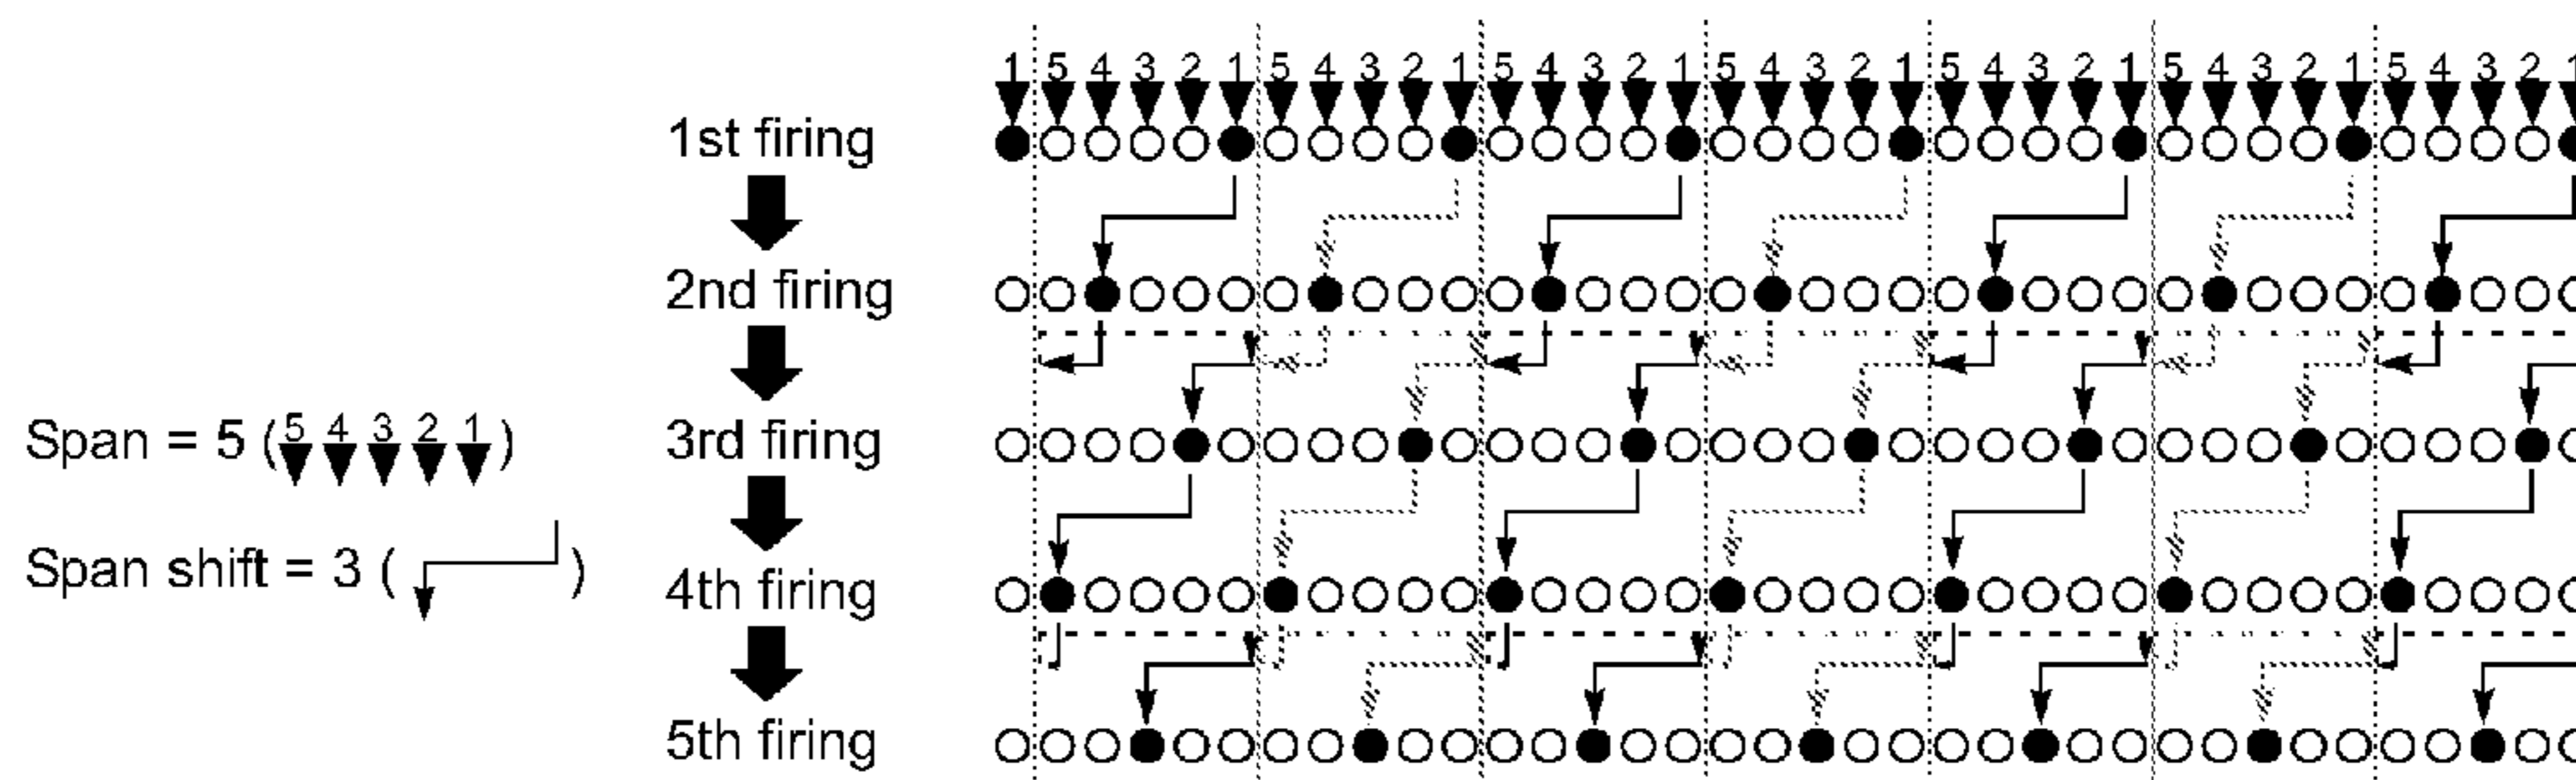 1 5 4 3 2 1 5 4 3 2 1 5 4 3 2 1 5 4 3 2 1 5 4 3 2 1 5 4 3 2 1 5 4 3 2 1
1st firing
2nd firing
3rd firing
4th firing
5th firing
Span = 5 (5 4 3 2 1)
Span shift = 3 ( )